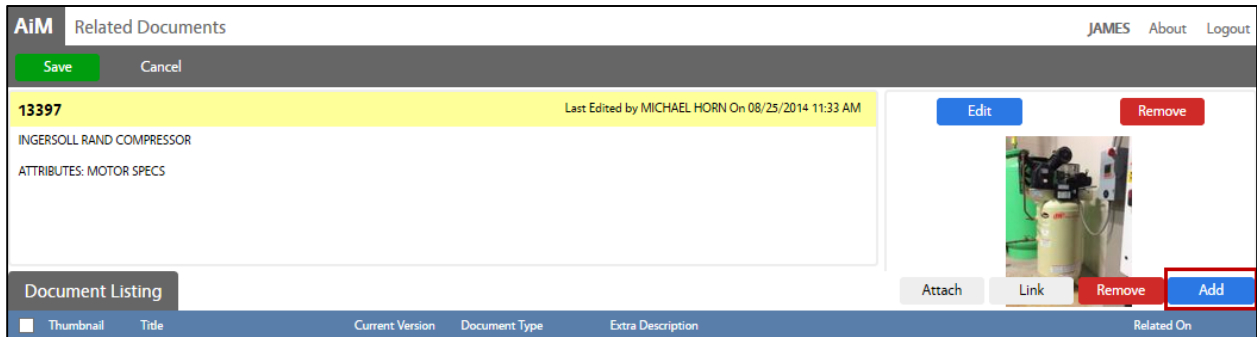 AiM Related Documents JAMES About Logout
Save Cancel
13397 Last Edited by MICHAEL HORN On 08/25/2014 11:33 AM
Edit Remove
INGERSOLL RAND COMPRESSOR
ATTRIBUTES: MOTOR SPECS
Document Listing Attach Link Remove Add
Thumbnail Title Current Version Document Type Extra Description Related On